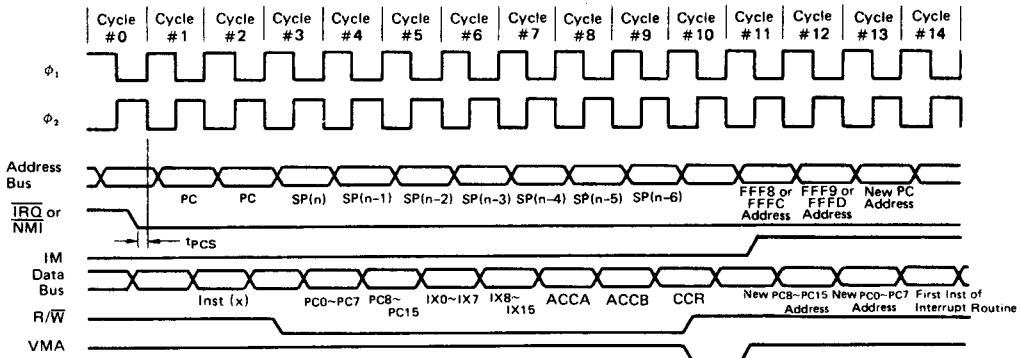 Cycle #0 Cycle #1 Cycle #2 Cycle #3 Cycle #4 Cycle #5 Cycle #6 Cycle #7 Cycle #8 Cycle #9 Cycle #10 Cycle #11 Cycle #12 Cycle #13 Cycle #14
φ1
φ2
Address Bus
PC PC SP(n) SP(n-1) SP(n-2) SP(n-3) SP(n-4) SP(n-5) SP(n-6) FFF8 or FFFC Address FFF9 or FFFD Address New PC Address
IRQ or NMI
tPCS
IM
Data Bus
Inst (x) PC0~PC7 PC8~PC15 IX0~IX7 IX8~IX15 ACCA ACCB CCR New PC8~PC15 Address New PC0~PC7 Address First Inst of Interrupt Routine
R/W
VMA